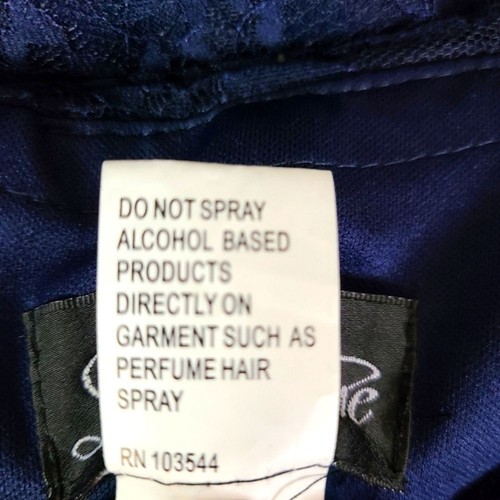 DO NOT SPRAY
ALCOHOL BASED
PRODUCTS
DIRECTLY ON
GARMENT SUCH AS
PERFUME HAIR
SPRAY
RN 103544